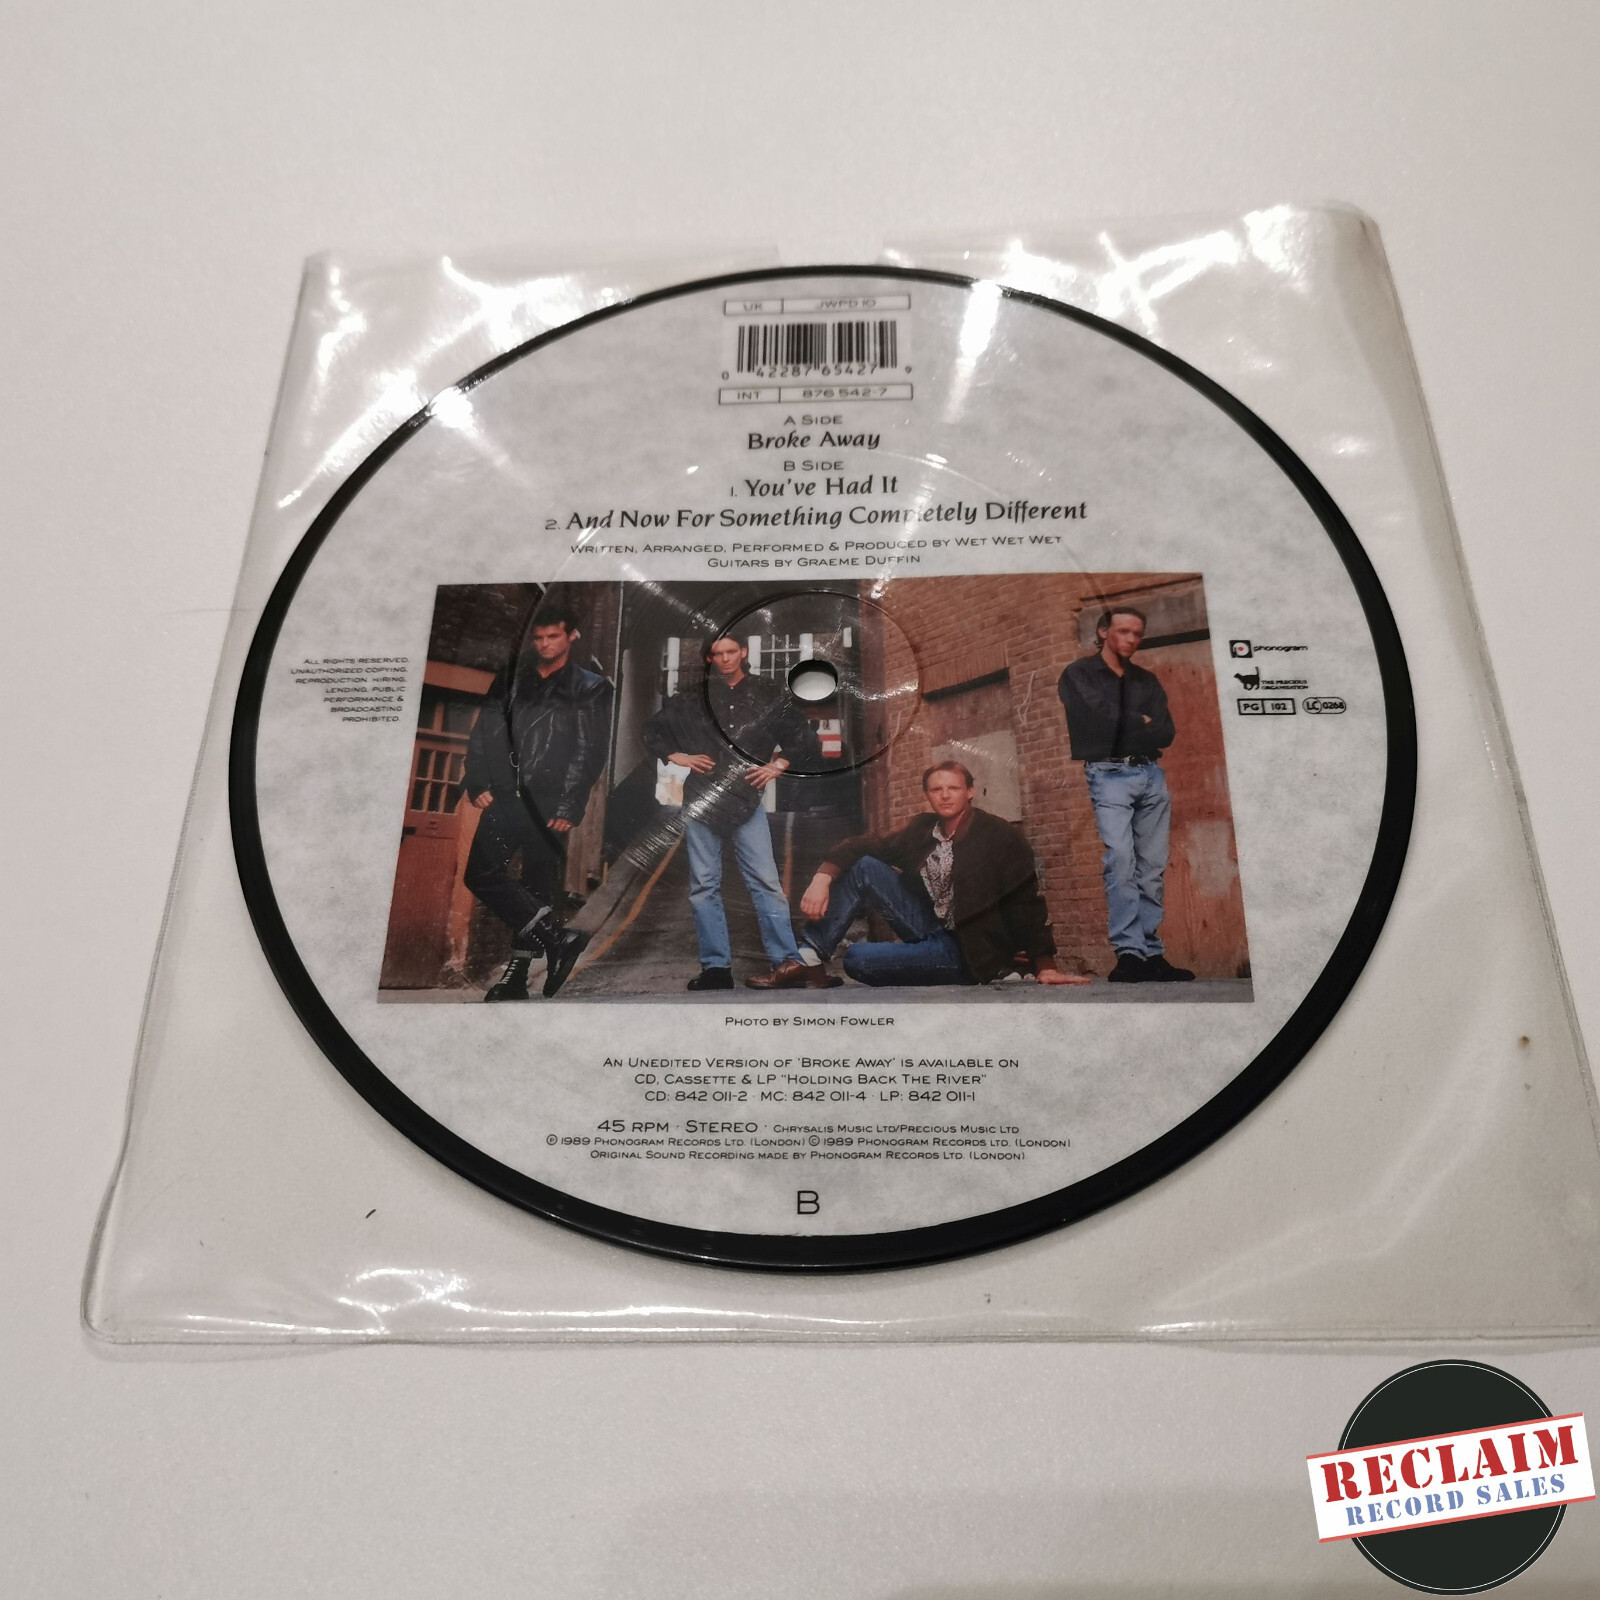 UK JWPD 10
0 42287 65427 9
INT 876 542-7
A SIDE
Broke Away
B SIDE
1. You've Had It
2. And Now For Something Completely Different
WRITTEN, ARRANGED, PERFORMED & PRODUCED BY WET WET WET
GUITARS BY GRAEME DUFFIN
ALL RIGHTS RESERVED.
UNAUTHORIZED COPYING,
REPRODUCTION HIRING,
LENDING, PUBLIC
PERFORMANCE &
BROADCASTING
PROHIBITED.
phonogram
THE PRECIOUS
ORGANISATION
PG 102 LC 0268
PHOTO BY SIMON FOWLER
AN UNEDITED VERSION OF 'BROKE AWAY' IS AVAILABLE ON
CD, CASSETTE & LP "HOLDING BACK THE RIVER"
CD: 842 011-2 · MC: 842 011-4 · LP: 842 011-1
45 RPM · STEREO · CHRYSALIS MUSIC LTD/PRECIOUS MUSIC LTD
℗ 1989 PHONOGRAM RECORDS LTD. (LONDON) © 1989 PHONOGRAM RECORDS LTD. (LONDON)
ORIGINAL SOUND RECORDING MADE BY PHONOGRAM RECORDS LTD. (LONDON)
B
RECLAIM
RECORD SALES